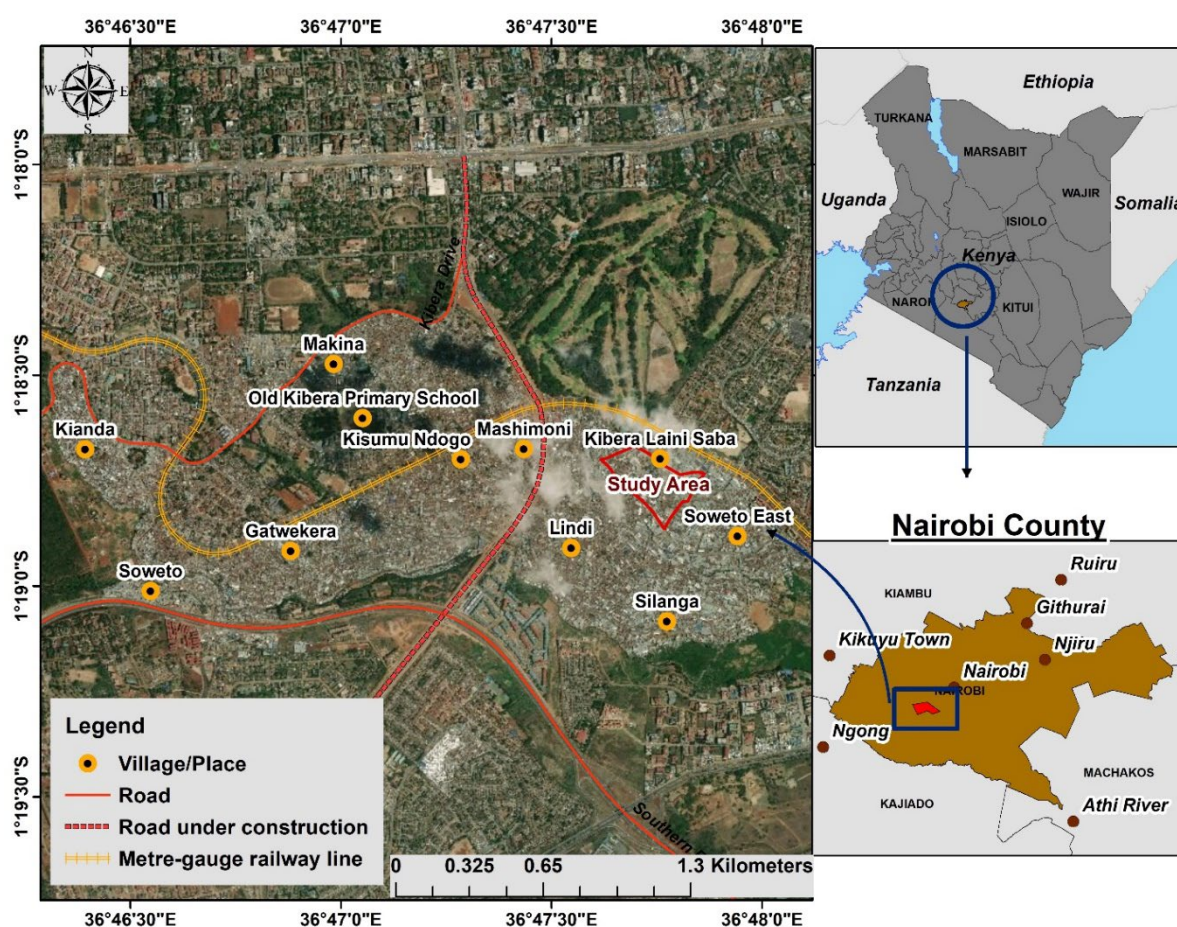 36°46'30"E
36°47'0"E
36°47'30"E
36°48'0"E
N
W
E
S
1°18'0"S
1°18'30"S
1°19'0"S
1°19'30"S
Kibera Drive
Makina
Old Kibera Primary School
Kianda
Kisumu Ndogo
Mashimoni
Kibera Laini Saba
Study Area
Gatwekera
Lindi
Soweto East
Soweto
Silanga
Southern
Legend
Village/Place
Road
Road under construction
Metre-gauge railway line
0 0.325 0.65 1.3 Kilometers
36°46'30"E
36°47'0"E
36°47'30"E
36°48'0"E
Ethiopia
TURKANA
MARSABIT
WAJIR
Uganda
Somalia
ISIOLO
Kenya
NAROK
KITUI
Tanzania
Nairobi County
Ruiru
KIAMBU
Githurai
Kikuyu Town
Njiru
Nairobi
NAIROBI
Ngong
MACHAKOS
KAJIADO
Athi River